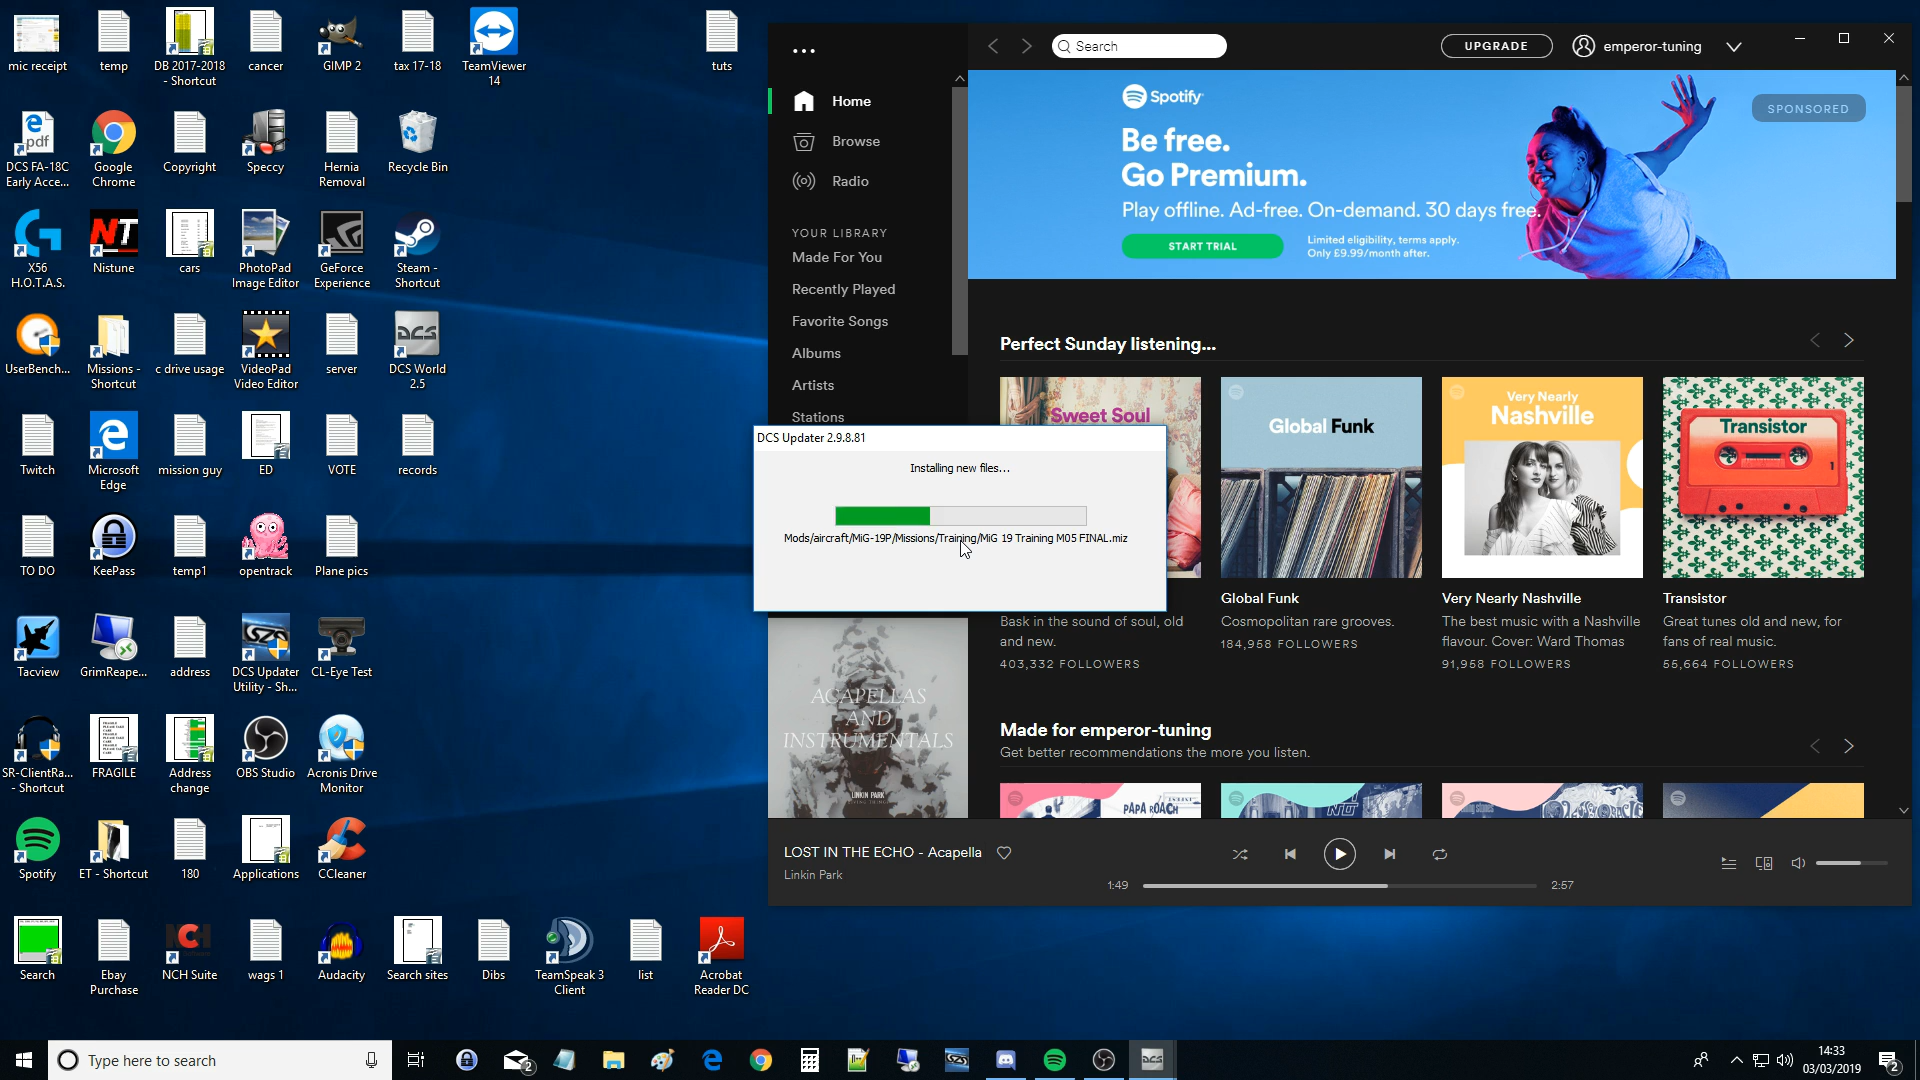 mic receipt
temp
DB 2017-2018
- Shortcut
cancer
GIMP 2
tax 17-18
TeamViewer
14
tuts
DCS FA-18C
Early Acce...
Google
Chrome
Copyright
Speccy
Hernia
Removal
Recycle Bin
X56
H.O.T.A.S.
Nistune
cars
PhotoPad
Image Editor
GeForce
Experience
Steam -
Shortcut
UserBench...
Missions -
Shortcut
c drive usage
VideoPad
Video Editor
server
DCS World
2.5
Twitch
Microsoft
Edge
mission guy
ED
VOTE
records
TO DO
KeePass
temp1
opentrack
Plane pics
Tacview
GrimReape...
address
DCS Updater
Utility - Sh...
CL-Eye Test
SR-ClientRa...
- Shortcut
FRAGILE
Address
change
OBS Studio
Acronis Drive
Monitor
Spotify
ET - Shortcut
180
Applications
CCleaner
Search
Ebay
Purchase
NCH Suite
wags 1
Audacity
Search sites
Dibs
TeamSpeak 3
Client
list
Acrobat
Reader DC
Search
UPGRADE
emperor-tuning
Home
Browse
Radio
YOUR LIBRARY
Made For You
Recently Played
Favorite Songs
Albums
Artists
Stations
Spotify
SPONSORED
Be free.
Go Premium.
Play offline. Ad-free. On-demand. 30 days free.
START TRIAL
Limited eligibility, terms apply.
Only £9.99/month after.
Perfect Sunday listening...
Sweet Soul
Global Funk
Very Nearly
Nashville
Transistor
DCS Updater 2.9.8.81
Installing new files...
Mods/aircraft/MiG-19P/Missions/Training/MiG 19 Training M05 FINAL.miz
Bask in the sound of soul, old
and new.
403,332 FOLLOWERS
Global Funk
Cosmopolitan rare grooves.
184,958 FOLLOWERS
Very Nearly Nashville
The best music with a Nashville
flavour. Cover: Ward Thomas
91,958 FOLLOWERS
Transistor
Great tunes old and new, for
fans of real music.
55,664 FOLLOWERS
ACAPELLAS
AND
INSTRUMENTALS
LINKIN PARK
Made for emperor-tuning
Get better recommendations the more you listen.
PAPA ROACH
LOST IN THE ECHO - Acapella
Linkin Park
1:49
2:57
Type here to search
2
14:33
03/03/2019
2